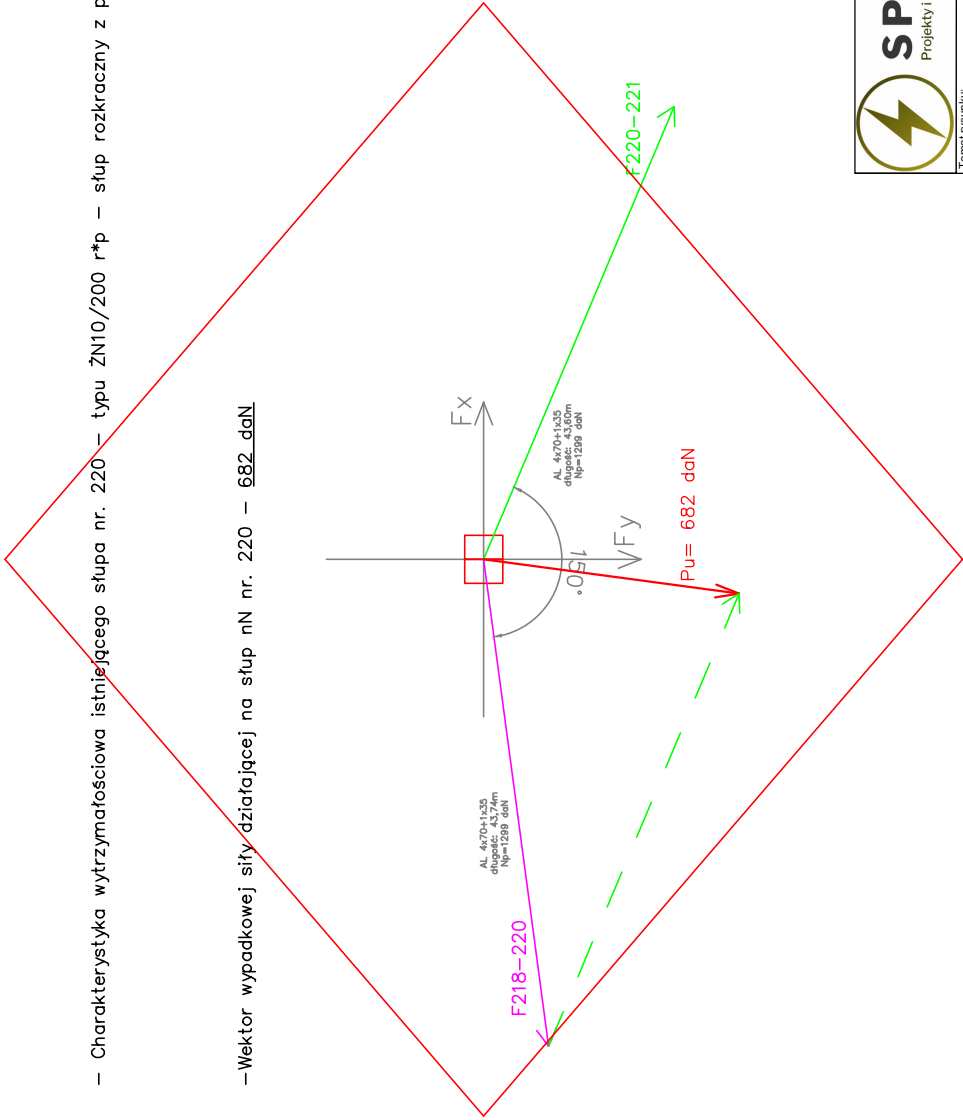 - Charakterystyka wytrzymałościowa istniejącego słupa nr. 220 - typu ŻN10/200 r*p - słup rozkraczny z p
-Wektor wypadkowej siły działającej na słup nN nr. 220 - 682 daN
Fx
Fy
150°
F220-221
AL 4x70+1x35
długość: 43,60m
Np=1299 daN
Pu= 682 daN
AL 4x70+1x35
długość: 43,74m
Np=1299 daN
F218-220
SP
Projekty i